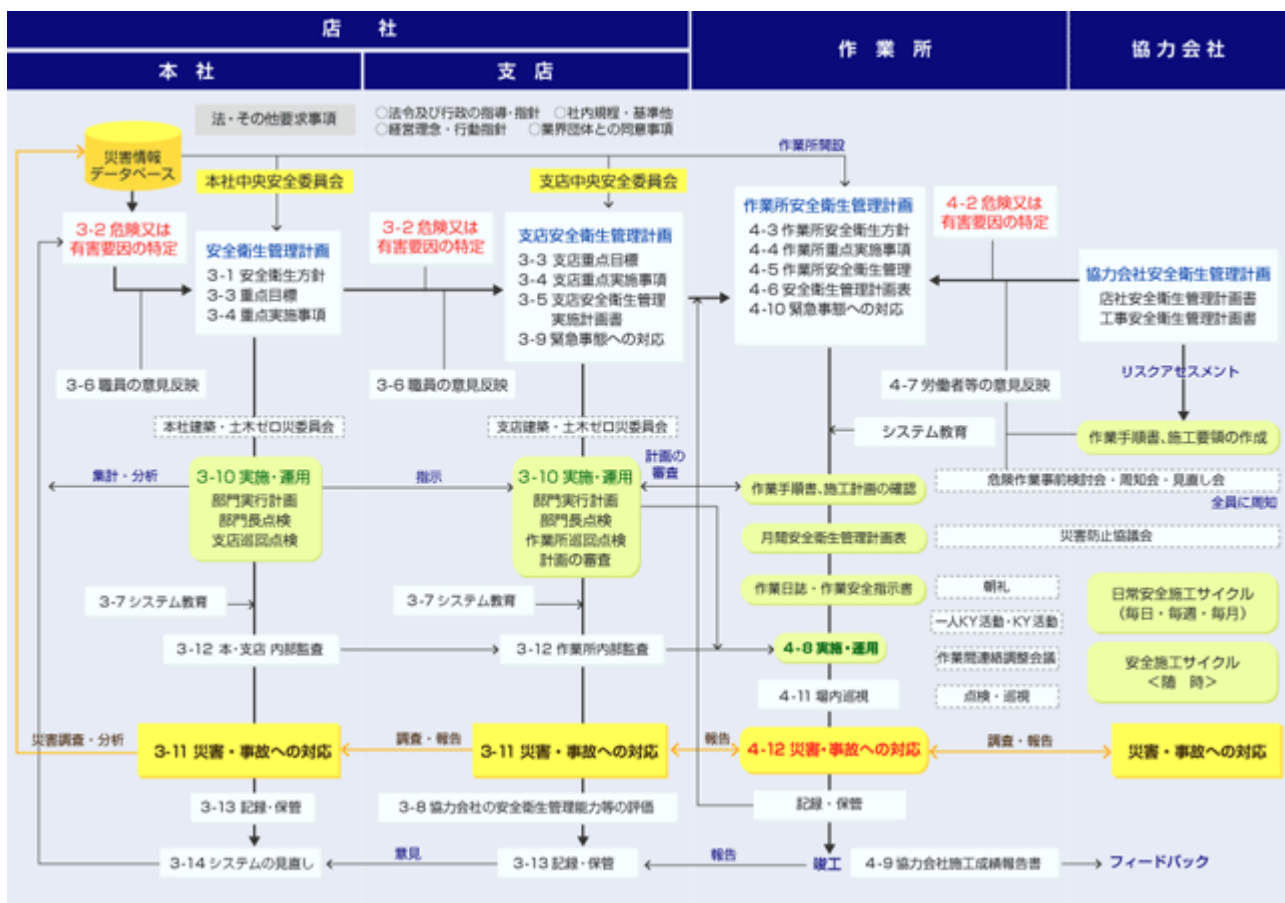 店 社
本 社
支 店
作 業 所
協 力 会 社
法・その他要求事項
○法令及び行政の指導・指針 ○社内規程・基準他
○経営理念・行動指針 ○業界団体との同意事項
災害情報
データベース
作業所開設
本社中央安全委員会
支店中央安全委員会
3-2 危険又は
有害要因の特定
安全衛生管理計画
3-1 安全衛生方針
3-3 重点目標
3-4 重点実施事項
3-2 危険又は
有害要因の特定
支店安全衛生管理計画
3-3 支店重点目標
3-4 支店重点実施事項
3-5 支店安全衛生管理
実施計画書
3-9 緊急事態への対応
作業所安全衛生管理計画
4-3 作業所安全衛生方針
4-4 作業所重点実施事項
4-5 作業所安全衛生管理
4-6 安全衛生管理計画表
4-10 緊急事態への対応
4-2 危険又は
有害要因の特定
協力会社安全衛生管理計画
店社安全衛生管理計画書
工事安全衛生管理計画書
3-6 職員の意見反映
3-6 職員の意見反映
4-7 労働者等の意見反映
リスクアセスメント
本社建築・土木ゼロ災委員会
支店建築・土木ゼロ災委員会
システム教育
作業手順書、施工要領の作成
集計・分析
3-10 実施・運用
部門実行計画
部門長点検
支店巡回点検
指示
3-10 実施・運用
部門実行計画
部門長点検
作業所巡回点検
計画の審査
計画の
審査
作業手順書、施工計画の確認
危険作業事前検討会・周知会・見直し会
全員に周知
月間安全衛生管理計画表
災害防止協議会
作業日誌・作業安全指示書
朝礼
日常安全施工サイクル
(毎日・毎週・毎月)
3-7 システム教育
3-7 システム教育
一人KY活動・KY活動
3-12 本・支店 内部監査
3-12 作業所内部監査
4-8 実施・運用
作業間連絡調整会議
安全施工サイクル
<随 時>
4-11 場内巡視
点検・巡視
災害調査・分析
3-11 災害・事故への対応
調査・報告
3-11 災害・事故への対応
報告
4-12 災害・事故への対応
調査・報告
災害・事故への対応
3-13 記録・保管
3-8 協力会社の安全衛生管理能力等の評価
記録・保管
3-14 システムの見直し
意見
3-13 記録・保管
報告
竣工
4-9 協力会社施工成績報告書
フィードバック